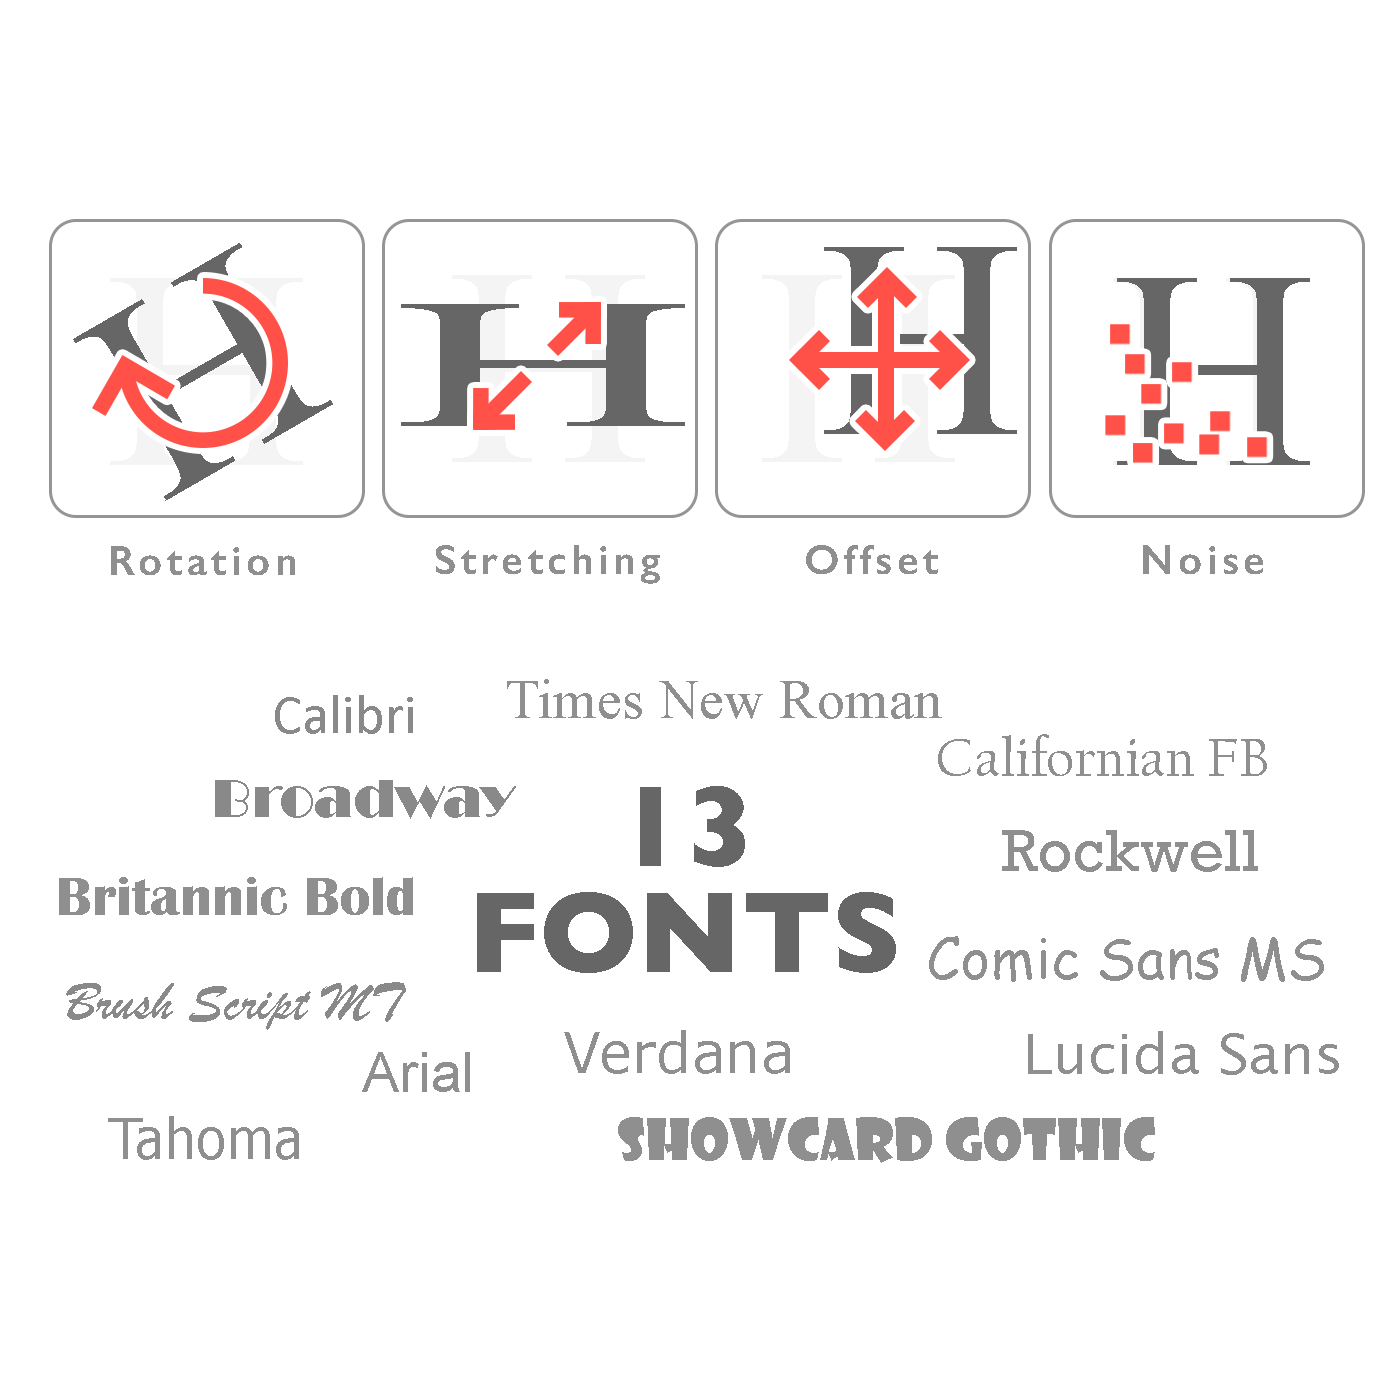 H
H
H
H
Rotation
Stretching
Offset
Noise
Calibri
Times New Roman
Californian FB
Broadway
13
FONTS
Rockwell
Britannic Bold
Comic Sans MS
Brush Script MT
Arial
Verdana
Lucida Sans
Tahoma
SHOWCARD GOTHIC